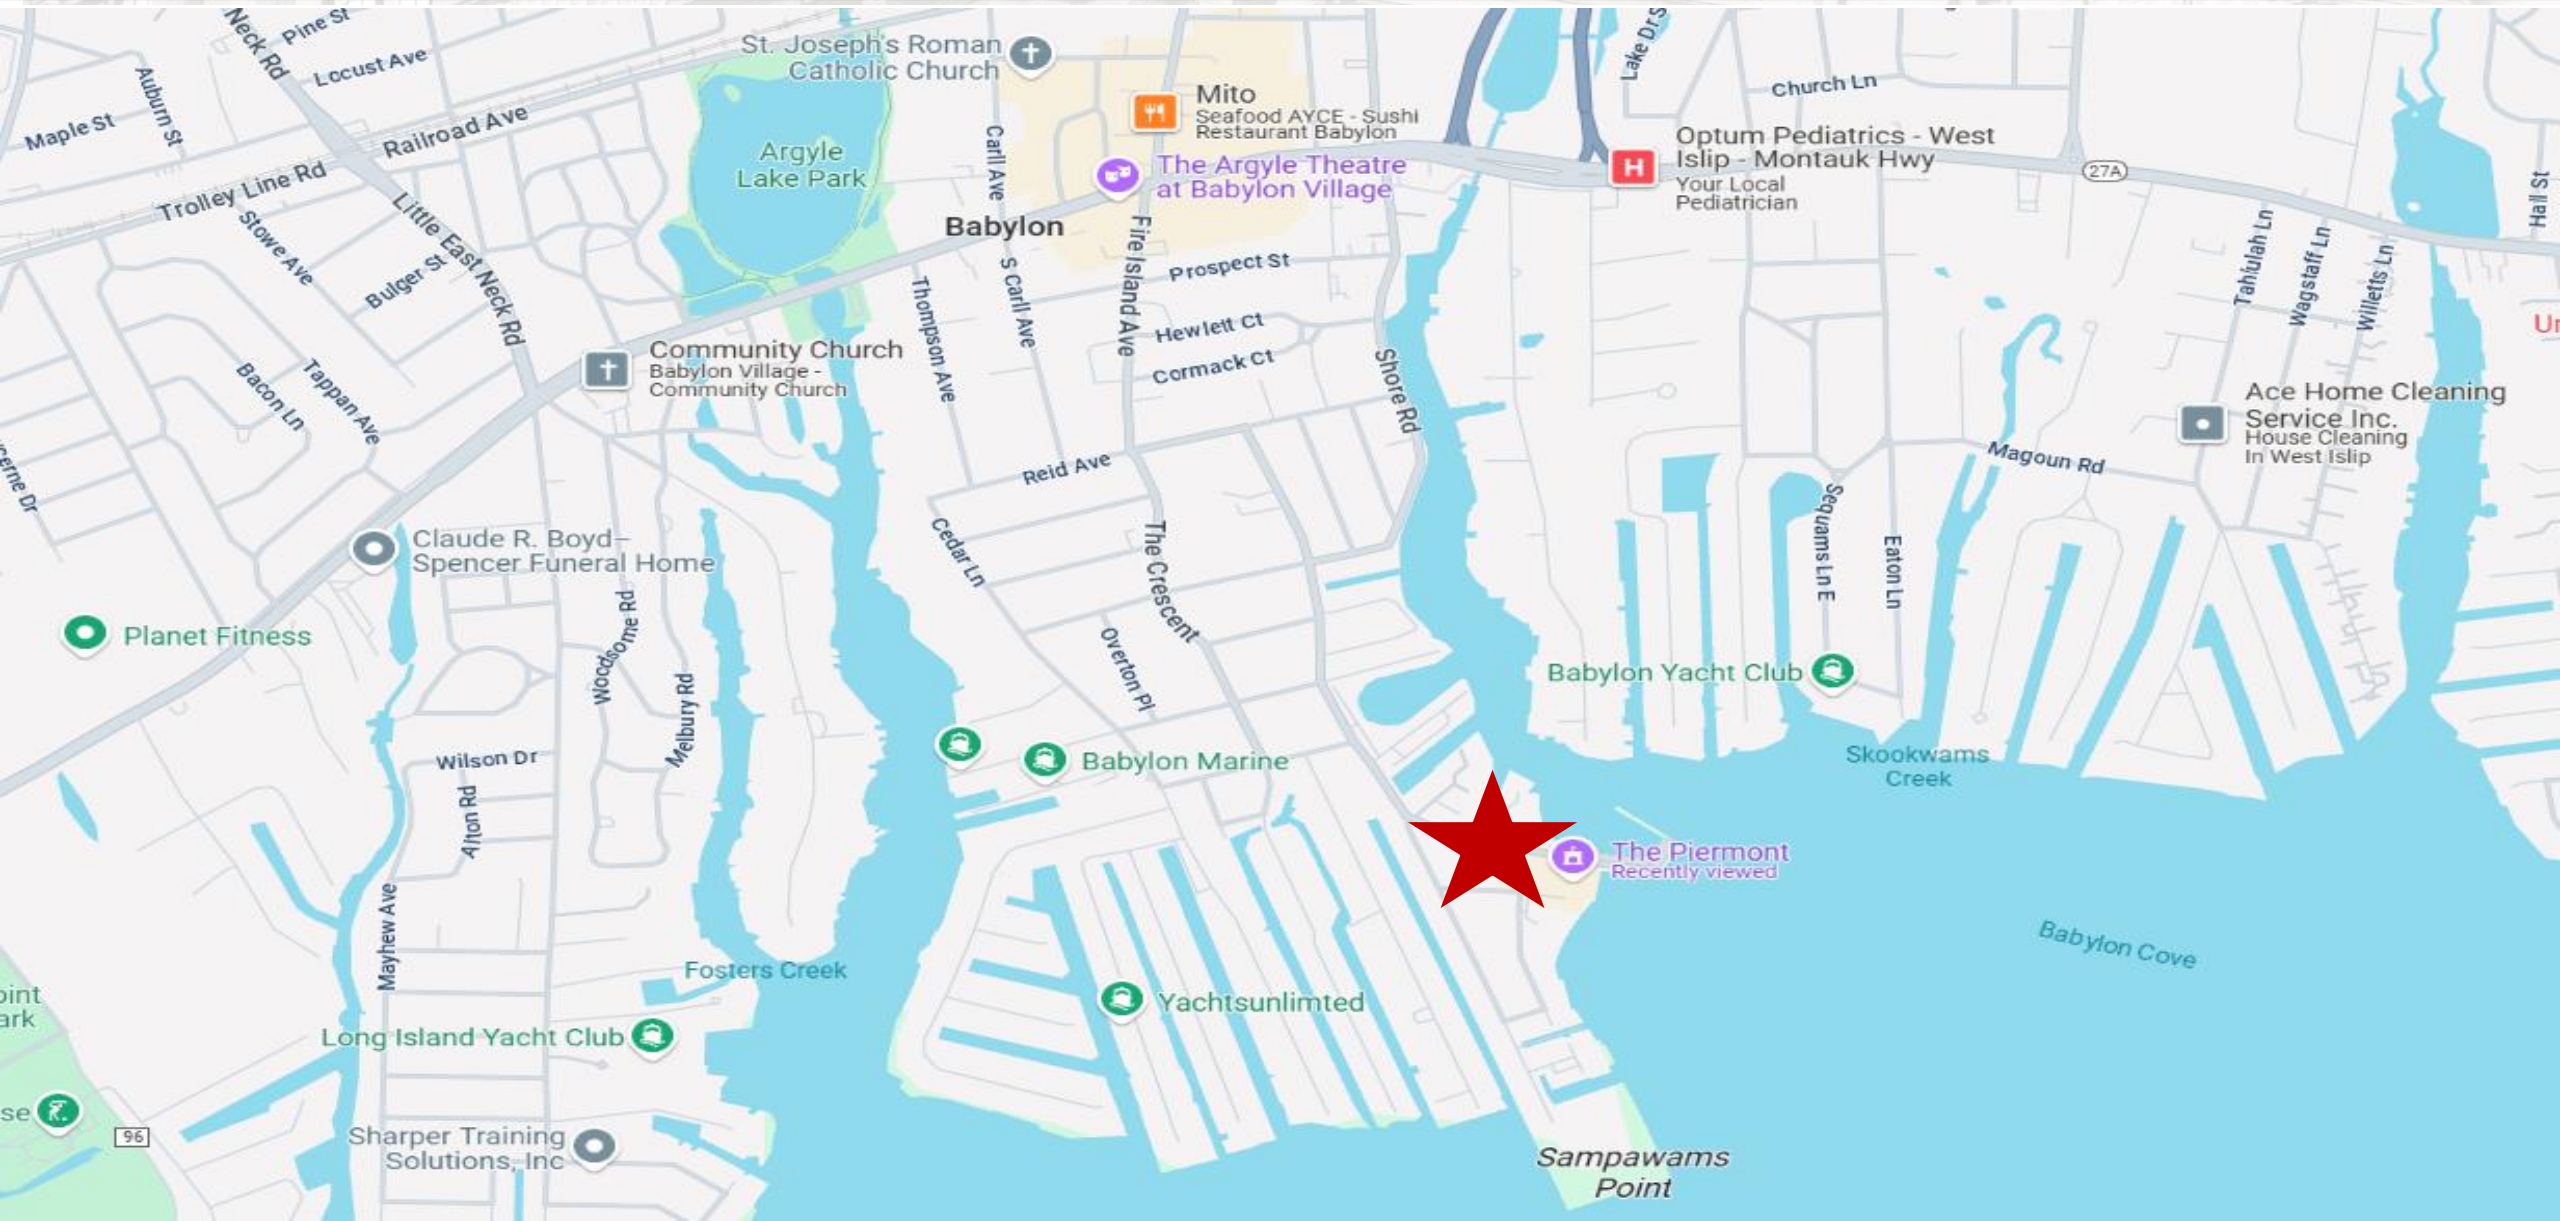 Neck Rd
Pine St
Locust Ave
Auburn St
Maple St
Railroad Ave
Trolley Line Rd
Stowe Ave
Bulger St
Little East Neck Rd
Bacon Ln
Tappan Ave
erne Dr
St. Joseph's Roman
Catholic Church
Argyle
Lake Park
Carll Ave
Mito
Seafood AYCE - Sushi
Restaurant Babylon
The Argyle Theatre
at Babylon Village
Babylon
Fire Island Ave
S Carll Ave
Thompson Ave
Prospect St
Hewlett Ct
Cormack Ct
Shore Rd
Lake Dr S
Church Ln
Optum Pediatrics - West
Islip - Montauk Hwy
Your Local
Pediatrician
27A
Hall St
Tahlulah Ln
Wagstaff Ln
Willetts Ln
Ur
Community Church
Babylon Village -
Community Church
Ace Home Cleaning
Service Inc.
House Cleaning
In West Islip
Magoun Rd
Sequams Ln E
Eaton Ln
Reid Ave
Cedar Ln
The Crescent
Overton Pl
Claude R. Boyd–
Spencer Funeral Home
Planet Fitness
Woodsome Rd
Melbury Rd
Wilson Dr
Alton Rd
Mayhew Ave
Babylon Yacht Club
Babylon Marine
Skookwams
Creek
The Piermont
Recently viewed
Babylon Cove
Fosters Creek
Yachtsunlimted
Long Island Yacht Club
oint
ark
se
96
Sharper Training
Solutions, Inc
Sampawams
Point